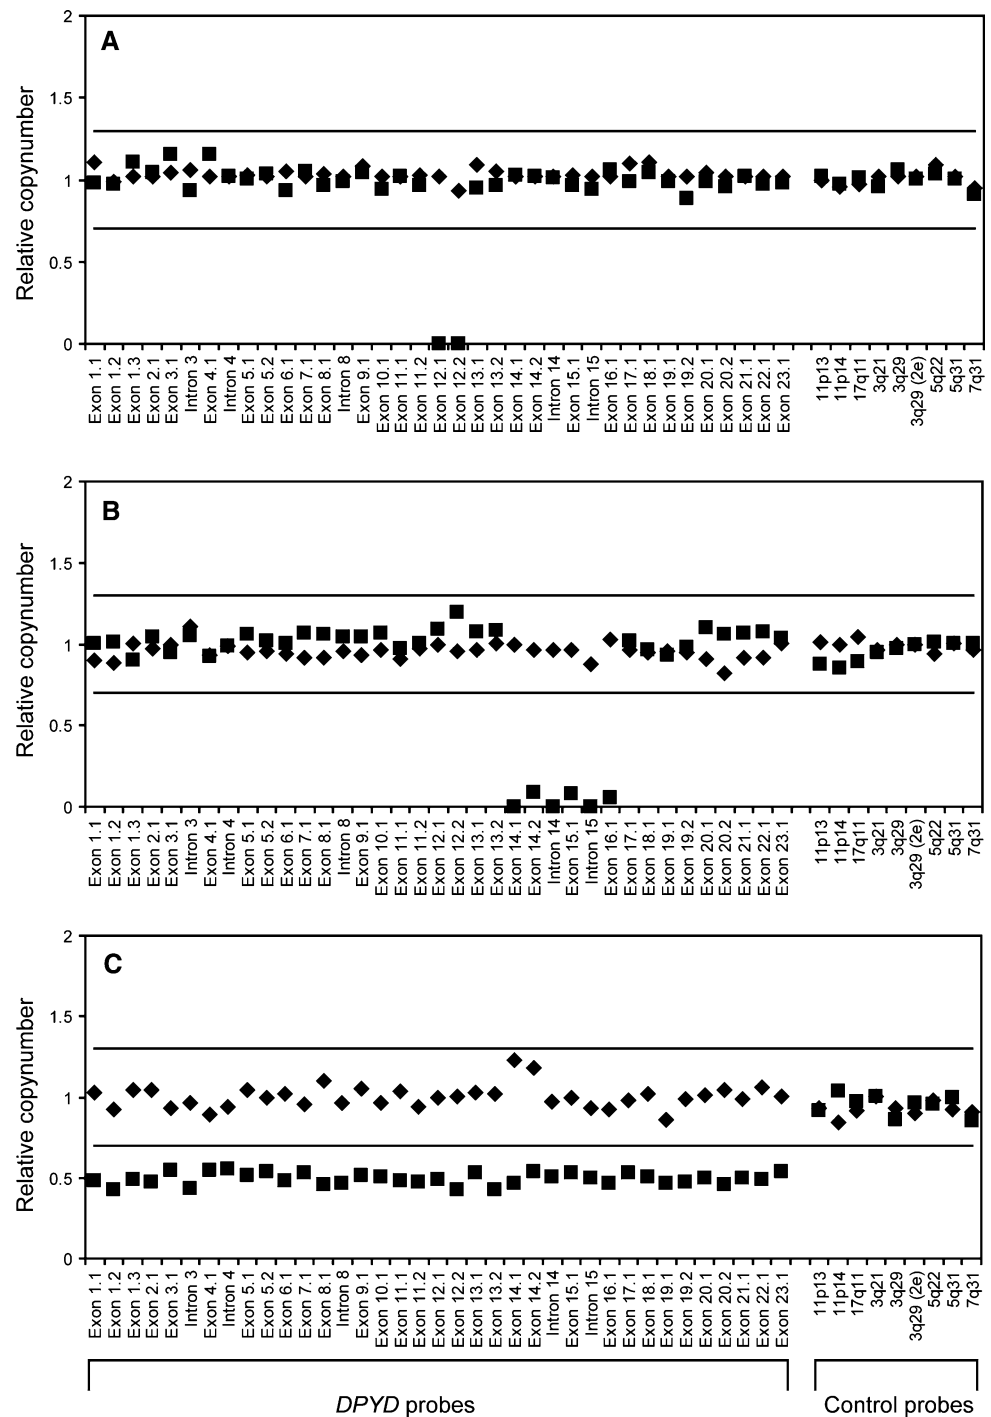 A
Relative copynumber
2
1.5
1
0.5
0
Exon 1.1
Exon 1.2
Exon 1.3
Exon 2.1
Exon 3.1
Intron 3
Exon 4.1
Intron 4
Exon 5.1
Exon 5.2
Exon 6.1
Exon 7.1
Exon 8.1
Intron 8
Exon 9.1
Exon 10.1
Exon 11.1
Exon 11.2
Exon 12.1
Exon 12.2
Exon 13.1
Exon 13.2
Exon 14.1
Exon 14.2
Intron 14
Exon 15.1
Intron 15
Exon 16.1
Exon 17.1
Exon 18.1
Exon 19.1
Exon 19.2
Exon 20.1
Exon 20.2
Exon 21.1
Exon 22.1
Exon 23.1
11p13
11p14
17q11
3q21
3q29
3q29 (2e)
5q22
5q31
7q31
B
Relative copynumber
2
1.5
1
0.5
0
Exon 1.1
Exon 1.2
Exon 1.3
Exon 2.1
Exon 3.1
Intron 3
Exon 4.1
Intron 4
Exon 5.1
Exon 5.2
Exon 6.1
Exon 7.1
Exon 8.1
Intron 8
Exon 9.1
Exon 10.1
Exon 11.1
Exon 11.2
Exon 12.1
Exon 12.2
Exon 13.1
Exon 13.2
Exon 14.1
Exon 14.2
Intron 14
Exon 15.1
Intron 15
Exon 16.1
Exon 17.1
Exon 18.1
Exon 19.1
Exon 19.2
Exon 20.1
Exon 20.2
Exon 21.1
Exon 22.1
Exon 23.1
11p13
11p14
17q11
3q21
3q29
3q29 (2e)
5q22
5q31
7q31
C
Relative copynumber
2
1.5
1
0.5
0
Exon 1.1
Exon 1.2
Exon 1.3
Exon 2.1
Exon 3.1
Intron 3
Exon 4.1
Intron 4
Exon 5.1
Exon 5.2
Exon 6.1
Exon 7.1
Exon 8.1
Intron 8
Exon 9.1
Exon 10.1
Exon 11.1
Exon 11.2
Exon 12.1
Exon 12.2
Exon 13.1
Exon 13.2
Exon 14.1
Exon 14.2
Intron 14
Exon 15.1
Intron 15
Exon 16.1
Exon 17.1
Exon 18.1
Exon 19.1
Exon 19.2
Exon 20.1
Exon 20.2
Exon 21.1
Exon 22.1
Exon 23.1
11p13
11p14
17q11
3q21
3q29
3q29 (2e)
5q22
5q31
7q31
DPYD probes
Control probes